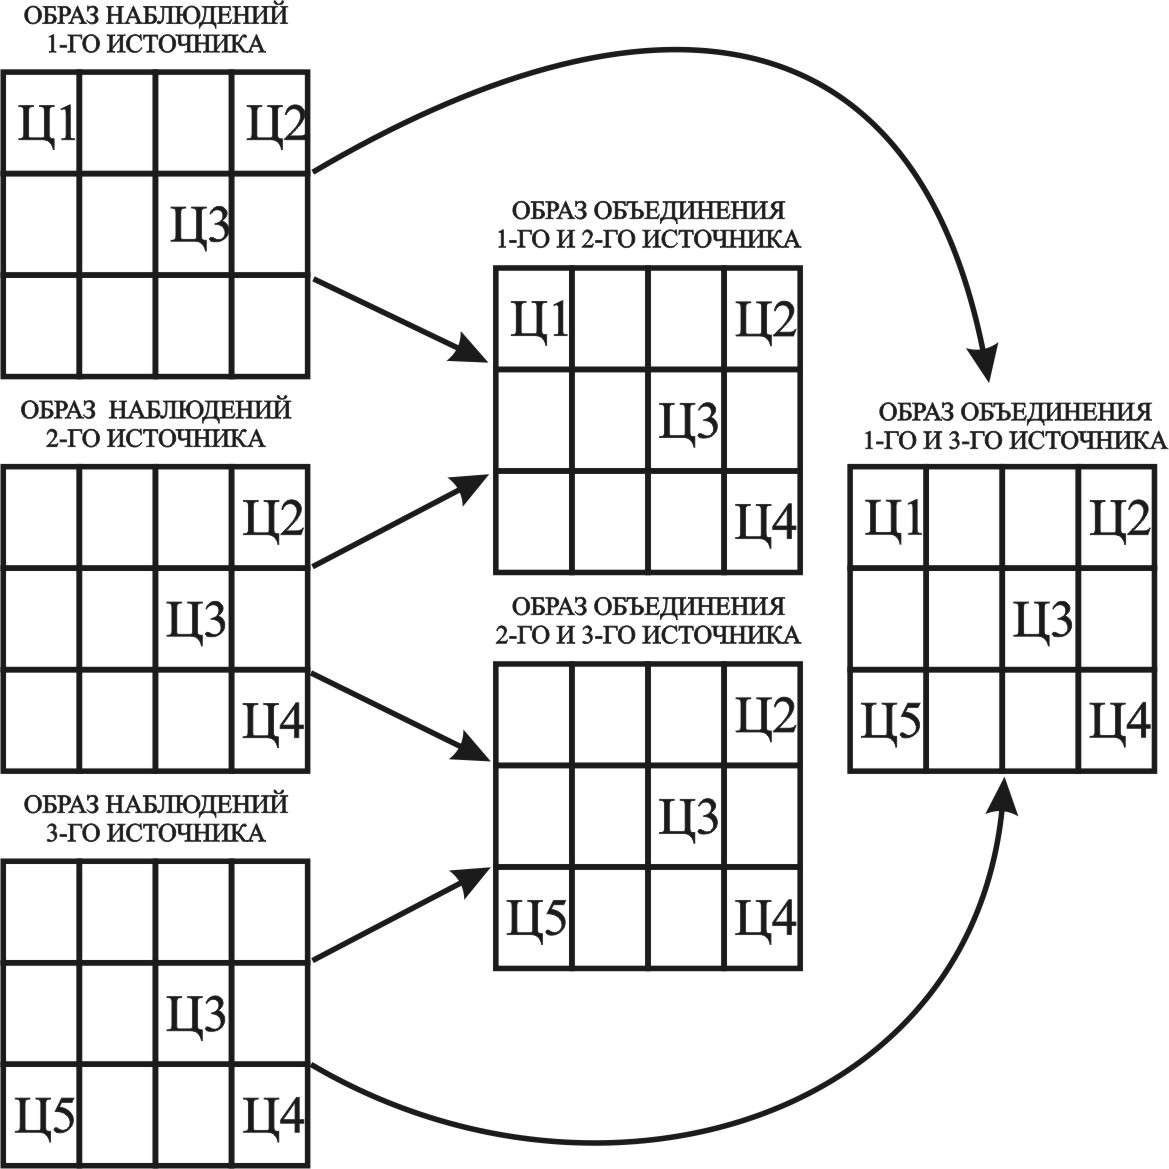 ОБРАЗ НАБЛЮДЕНИЙ
1-ГО ИСТОЧНИКА
Ц1 Ц2
Ц3
ОБРАЗ НАБЛЮДЕНИЙ
2-ГО ИСТОЧНИКА
Ц2
Ц3
Ц4
ОБРАЗ НАБЛЮДЕНИЙ
3-ГО ИСТОЧНИКА
Ц3
Ц5 Ц4
ОБРАЗ ОБЪЕДИНЕНИЯ
1-ГО И 2-ГО ИСТОЧНИКА
Ц1 Ц2
Ц3
Ц4
ОБРАЗ ОБЪЕДИНЕНИЯ
2-ГО И 3-ГО ИСТОЧНИКА
Ц2
Ц3
Ц5 Ц4
ОБРАЗ ОБЪЕДИНЕНИЯ
1-ГО И 3-ГО ИСТОЧНИКА
Ц1 Ц2
Ц3
Ц5 Ц4